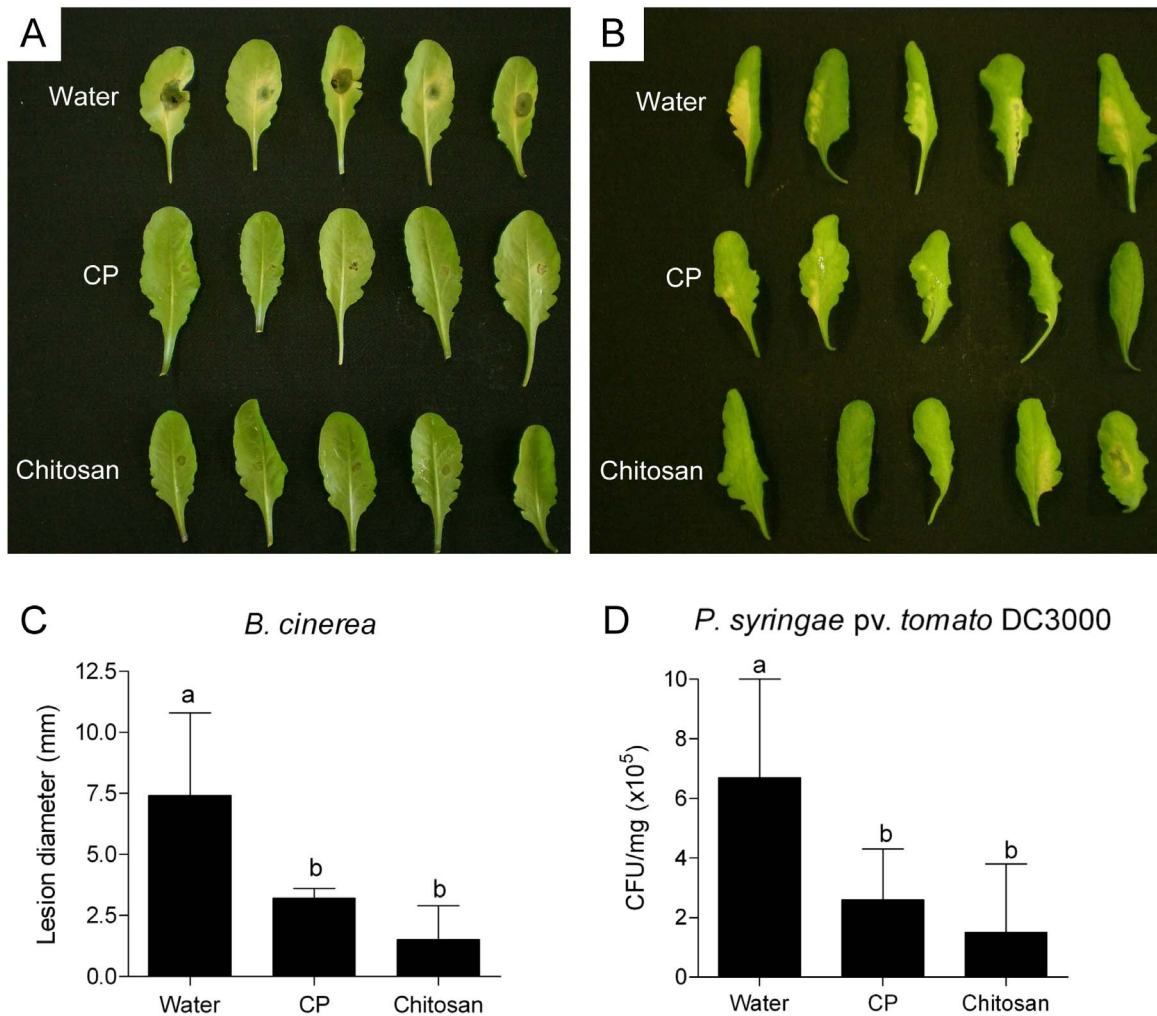 A
Water
CP
Chitosan
B
Water
CP
Chitosan
C
B. cinerea
Lesion diameter (mm)
12.5
10.0
7.5
5.0
2.5
0.0
a
b
b
Water
CP
Chitosan
D
P. syringae pv. tomato DC3000
CFU/mg (x10⁵)
10
8
6
4
2
0
a
b
b
Water
CP
Chitosan